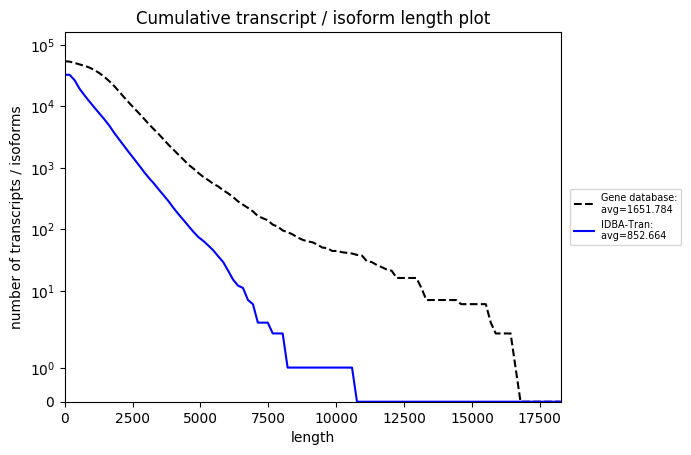 Cumulative transcript / isoform length plot
number of transcripts / isoforms
10^5
10^4
10^3
10^2
10^1
10^0
0
0 2500 5000 7500 10000 12500 15000 17500
length
Gene database:
avg=1651.784
IDBA-Tran:
avg=852.664